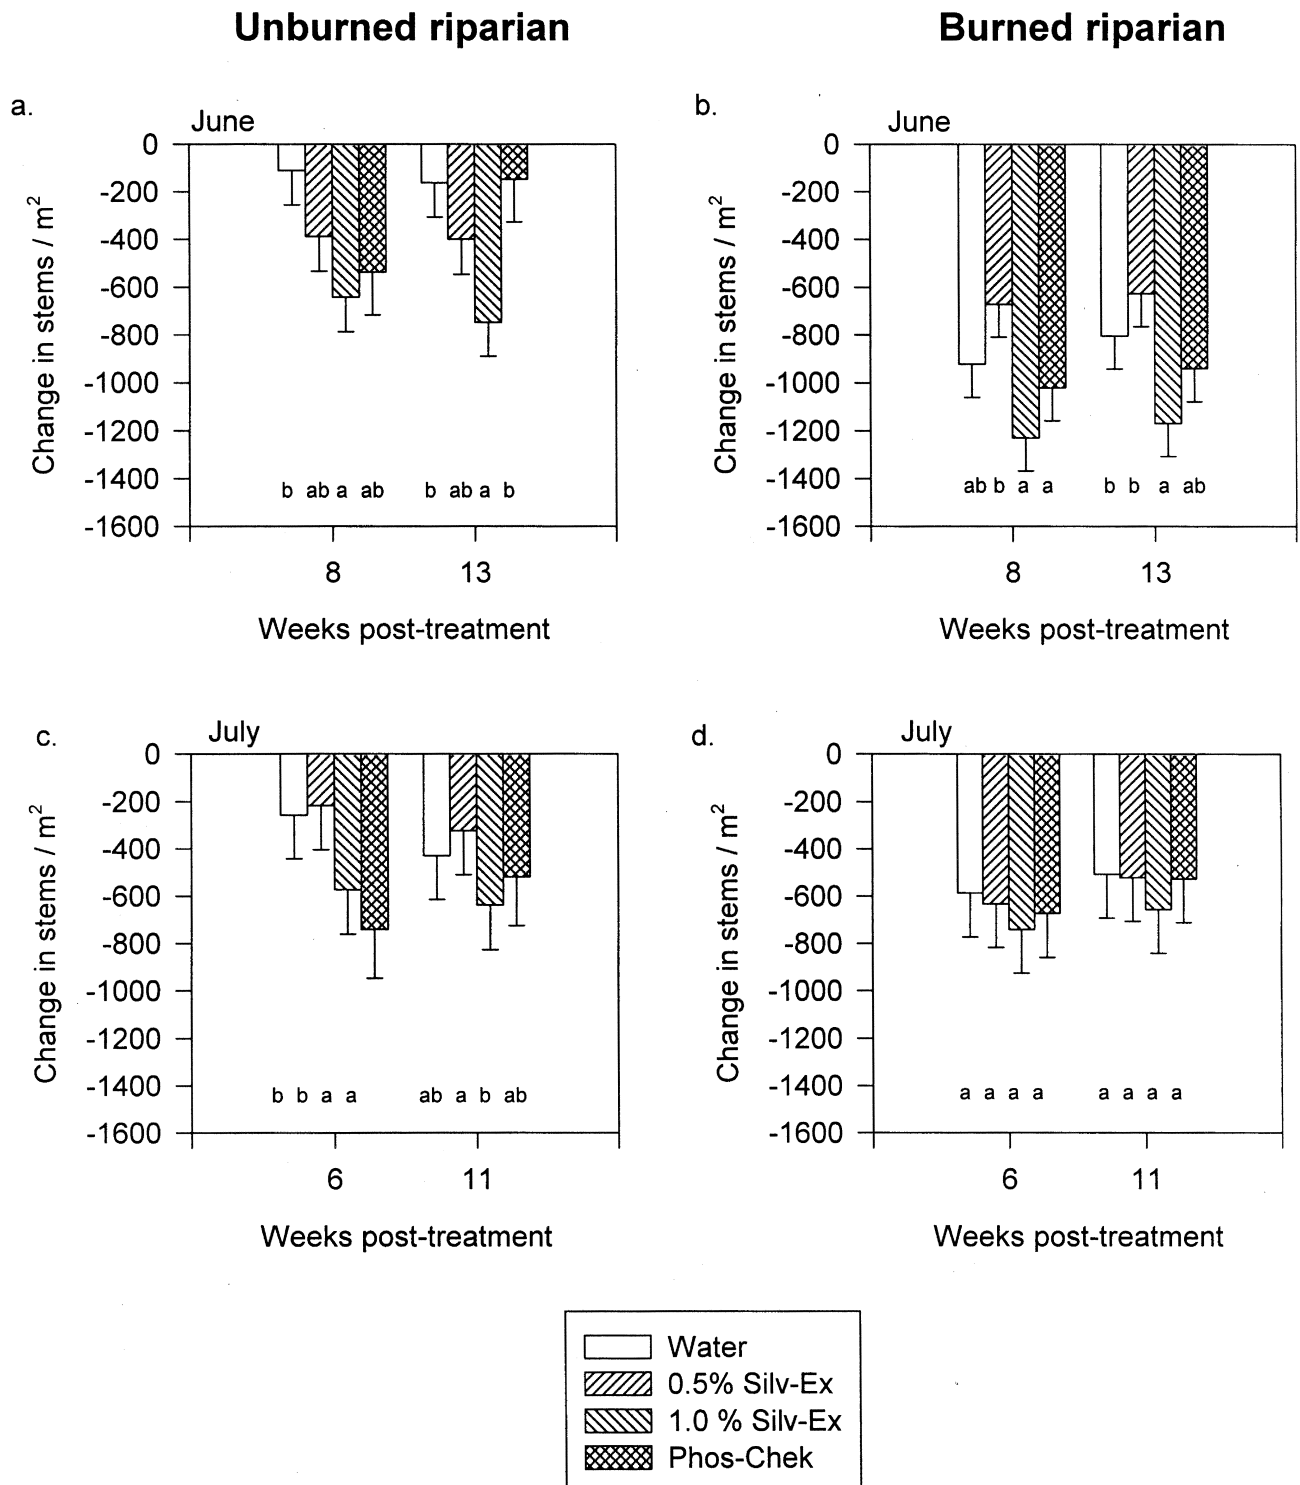 Unburned riparian
Burned riparian
a.
June
0
-200
-400
-600
-800
-1000
-1200
-1400
-1600
Change in stems / m²
b ab a ab b ab a b
8 13
Weeks post-treatment
b.
June
0
-200
-400
-600
-800
-1000
-1200
-1400
-1600
Change in stems / m²
ab b a a b b a ab
8 13
Weeks post-treatment
c.
July
0
-200
-400
-600
-800
-1000
-1200
-1400
-1600
Change in stems / m²
b b a a ab a b ab
6 11
Weeks post-treatment
d.
July
0
-200
-400
-600
-800
-1000
-1200
-1400
-1600
Change in stems / m²
a a a a a a a a
6 11
Weeks post-treatment
Water
0.5% Silv-Ex
1.0 % Silv-Ex
Phos-Chek